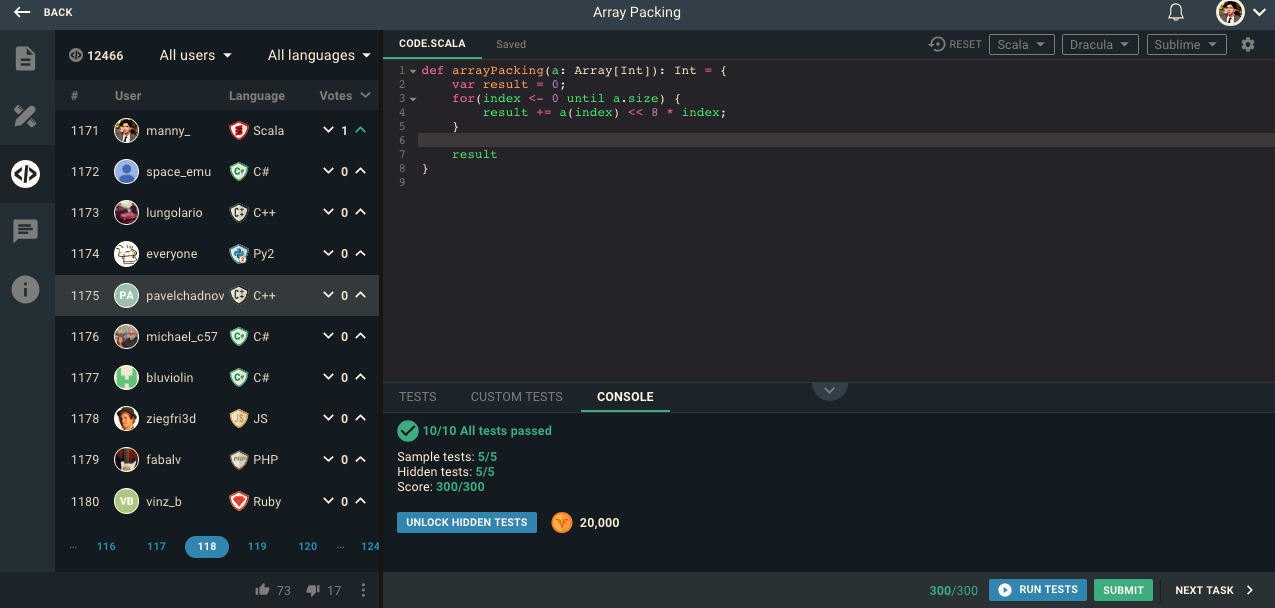 BACK
Array Packing
12466
All users
All languages
# User Language Votes
1171 manny_ Scala 1
1172 space_emu C# 0
1173 lungolario C++ 0
1174 everyone Py2 0
1175 PA pavelchadnov C++ 0
1176 michael_c57 C# 0
1177 bluviolin C# 0
1178 ziegfri3d JS JS 0
1179 fabalv PHP PHP 0
1180 VB vinz_b Ruby 0
... 116 117 118 119 120 ... 124
73 17
CODE.SCALA Saved RESET Scala Dracula Sublime
1 def arrayPacking(a: Array[Int]): Int = {
2 var result = 0;
3 for(index <- 0 until a.size) {
4 result += a(index) << 8 * index;
5 }
6
7 result
8 }
9
TESTS CUSTOM TESTS CONSOLE
10/10 All tests passed
Sample tests: 5/5
Hidden tests: 5/5
Score: 300/300
UNLOCK HIDDEN TESTS 20,000
300/300 RUN TESTS SUBMIT NEXT TASK